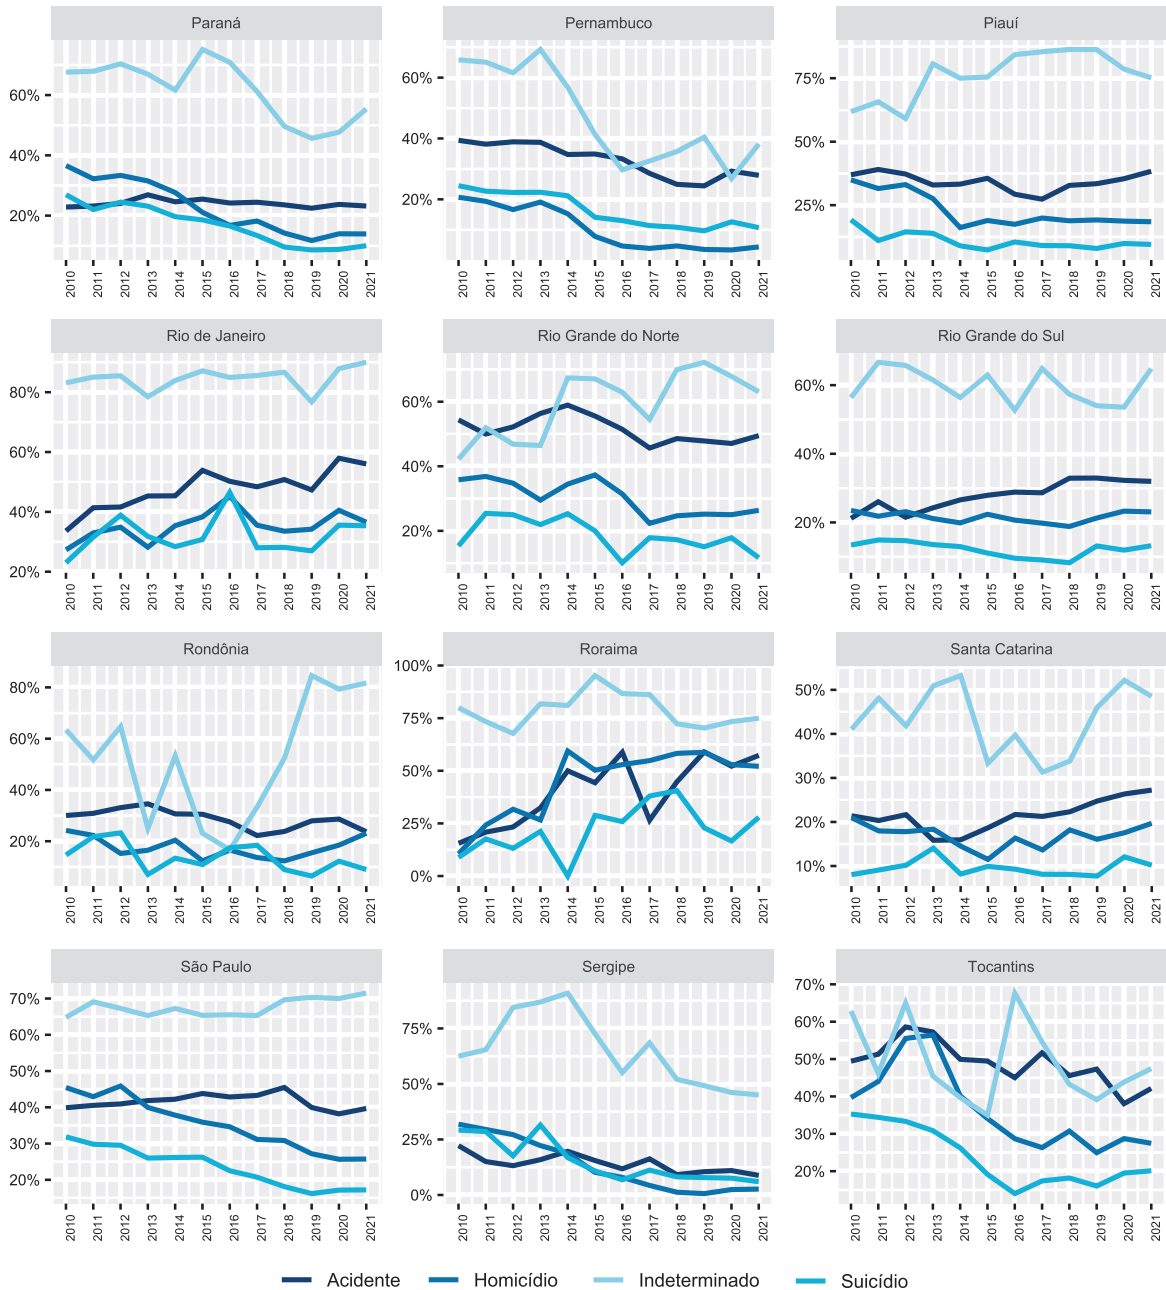 Paraná Pernambuco Piauí
60%
40%
20%
60%
40%
20%
75%
50%
25%
2010 2011 2012 2013 2014 2015 2016 2017 2018 2019 2020 2021
2010 2011 2012 2013 2014 2015 2016 2017 2018 2019 2020 2021
2010 2011 2012 2013 2014 2015 2016 2017 2018 2019 2020 2021
Rio de Janeiro Rio Grande do Norte Rio Grande do Sul
80%
60%
40%
20%
60%
40%
20%
60%
40%
20%
2010 2011 2012 2013 2014 2015 2016 2017 2018 2019 2020 2021
2010 2011 2012 2013 2014 2015 2016 2017 2018 2019 2020 2021
2010 2011 2012 2013 2014 2015 2016 2017 2018 2019 2020 2021
Rondônia Roraima Santa Catarina
80%
60%
40%
20%
100%
75%
50%
25%
0%
50%
40%
30%
20%
10%
2010 2011 2012 2013 2014 2015 2016 2017 2018 2019 2020 2021
2010 2011 2012 2013 2014 2015 2016 2017 2018 2019 2020 2021
2010 2011 2012 2013 2014 2015 2016 2017 2018 2019 2020 2021
São Paulo Sergipe Tocantins
70%
60%
50%
40%
30%
20%
75%
50%
25%
0%
70%
60%
50%
40%
30%
20%
2010 2011 2012 2013 2014 2015 2016 2017 2018 2019 2020 2021
2010 2011 2012 2013 2014 2015 2016 2017 2018 2019 2020 2021
2010 2011 2012 2013 2014 2015 2016 2017 2018 2019 2020 2021
Acidente Homicídio Indeterminado Suicídio